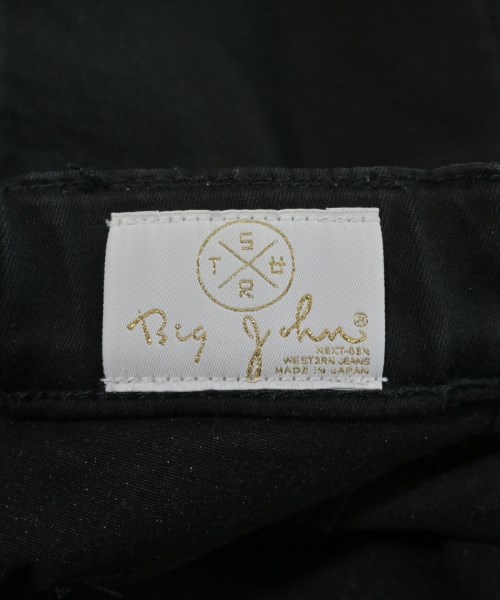 S
T U
R
Big John®
NEXT-GEN
WESTERN JEANS
MADE IN JAPAN